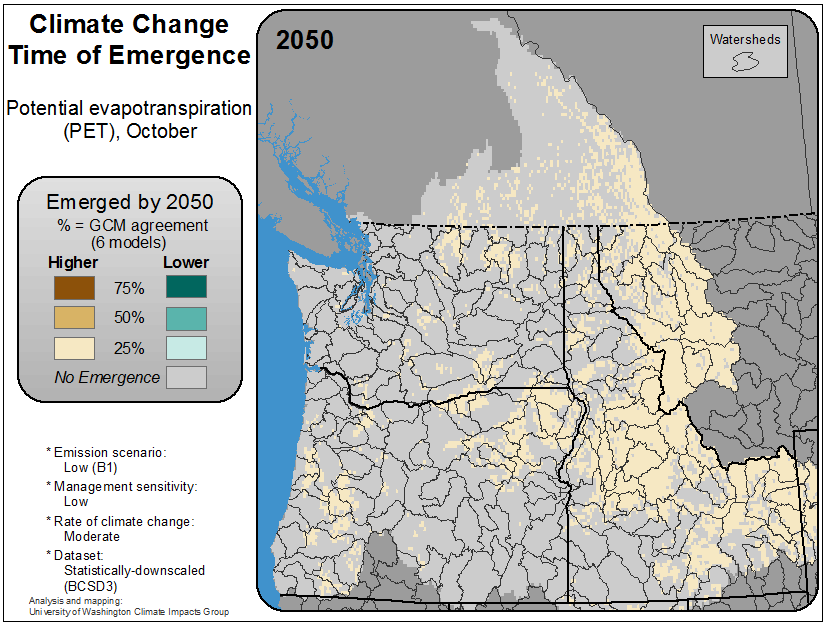 Climate Change
Time of Emergence
Potential evapotranspiration
(PET), October
Emerged by 2050
% = GCM agreement
(6 models)
Higher Lower
75%
50%
25%
No Emergence
* Emission scenario:
Low (B1)
* Management sensitivity:
Low
* Rate of climate change:
Moderate
* Dataset:
Statistically-downscaled
(BCSD3)
Analysis and mapping:
University of Washington Climate Impacts Group
2050
Watersheds